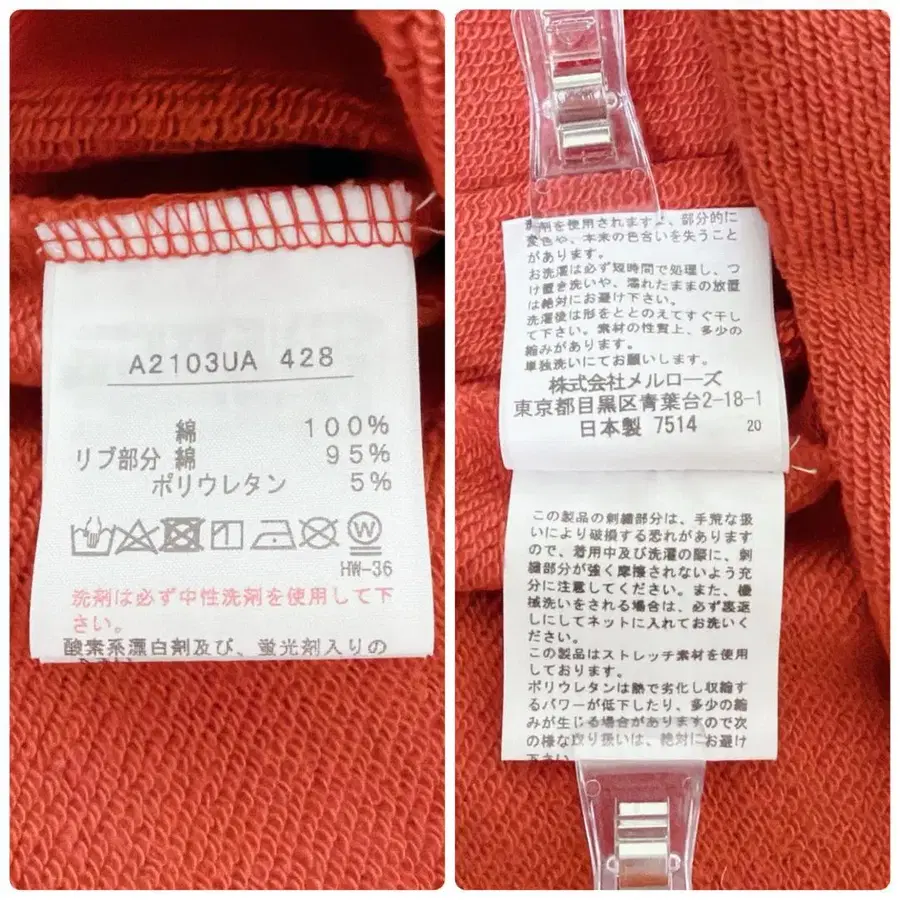 A2103UA 428
綿 100%
リブ部分 綿 95%
ポリウレタン 5%
W
HW-36
洗剤は必ず中性洗剤を使用して下
さい。
酸素系漂白剤及び、蛍光剤入りの
剤を使用されますと、部分的に
変色や、本来の色合いを失うこと
があります。
お洗濯は必ず短時間で処理し、つ
け置き洗いや、濡れたままの放置
は絶対にお避け下さい。
洗濯後は形をととのえてすぐ干し
て下さい。素材の性質上、多少の
縮みがあります。
単独洗いにてお願いします。
株式会社メルローズ
東京都目黒区青葉台2-18-1
日本製 7514 20
この製品の刺繍部分は、手荒な扱
いにより破損する恐れがあります
ので、着用中及び洗濯の際に、刺
繍部分が強く摩擦されないよう充
分に注意してください。また、機
械洗いをされる場合は、必ず裏返
しにしてネットに入れてお洗いく
ださい。
この製品はストレッチ素材を使用
しております。
ポリウレタンは熱で劣化し収縮す
るパワーが低下したり、多少の縮
みが生じる場合がありますので次
の様な取り扱いは、絶対にお避け